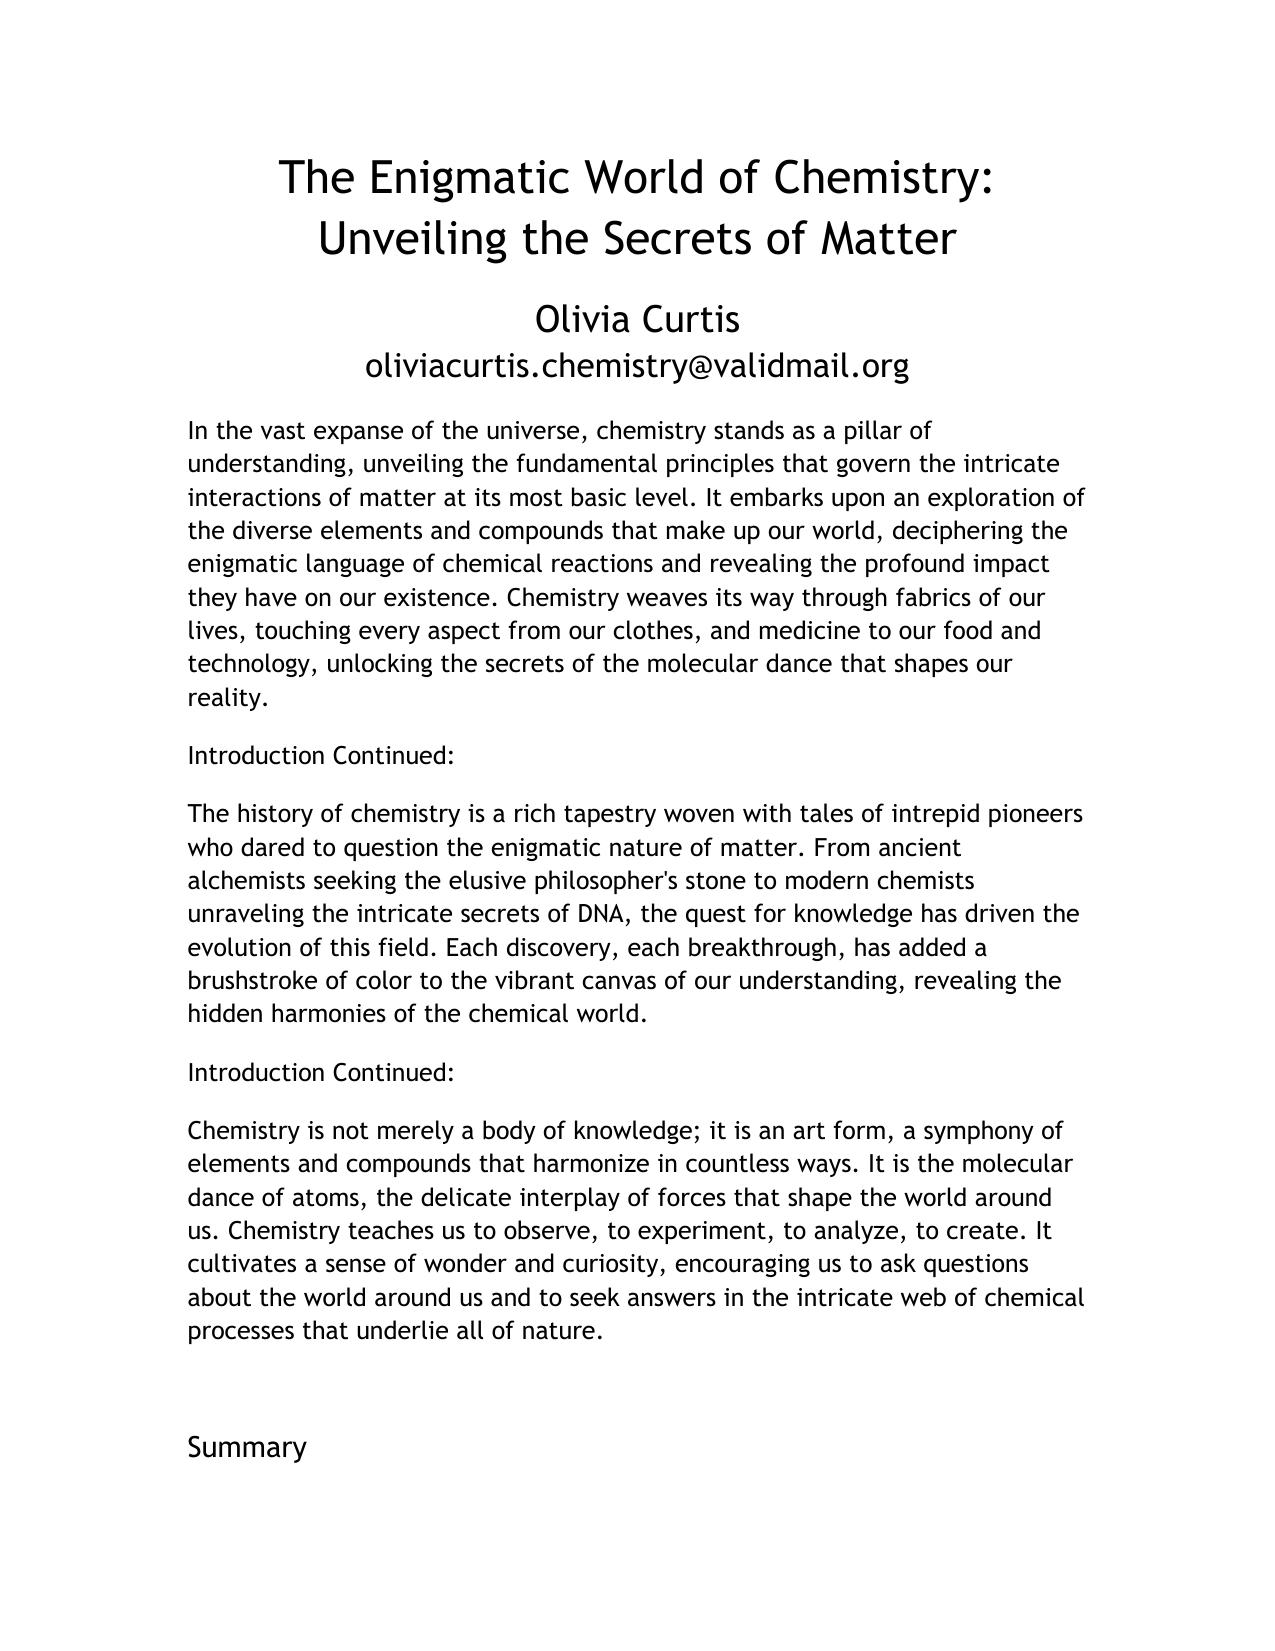 The Enigmatic World of Chemistry:
Unveiling the Secrets of Matter
Olivia Curtis
oliviacurtis.chemistry@validmail.org
In the vast expanse of the universe, chemistry stands as a pillar of
understanding, unveiling the fundamental principles that govern the intricate
interactions of matter at its most basic level. It embarks upon an exploration of
the diverse elements and compounds that make up our world, deciphering the
enigmatic language of chemical reactions and revealing the profound impact
they have on our existence. Chemistry weaves its way through fabrics of our
lives, touching every aspect from our clothes, and medicine to our food and
technology, unlocking the secrets of the molecular dance that shapes our
reality.
Introduction Continued:
The history of chemistry is a rich tapestry woven with tales of intrepid pioneers
who dared to question the enigmatic nature of matter. From ancient
alchemists seeking the elusive philosopher's stone to modern chemists
unraveling the intricate secrets of DNA, the quest for knowledge has driven the
evolution of this field. Each discovery, each breakthrough, has added a
brushstroke of color to the vibrant canvas of our understanding, revealing the
hidden harmonies of the chemical world.
Introduction Continued:
Chemistry is not merely a body of knowledge; it is an art form, a symphony of
elements and compounds that harmonize in countless ways. It is the molecular
dance of atoms, the delicate interplay of forces that shape the world around
us. Chemistry teaches us to observe, to experiment, to analyze, to create. It
cultivates a sense of wonder and curiosity, encouraging us to ask questions
about the world around us and to seek answers in the intricate web of chemical
processes that underlie all of nature.
Summary